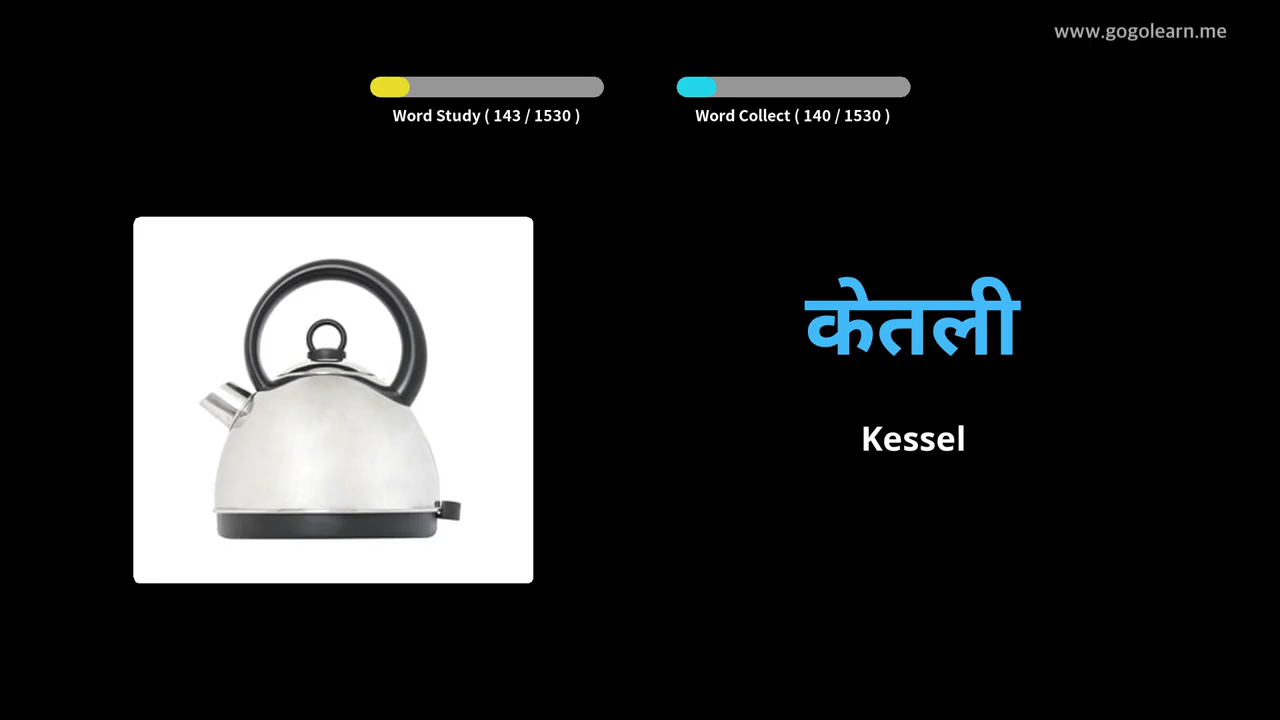 www.gogolearn.me
Word Study ( 143 / 1530 )
Word Collect ( 140 / 1530 )
केतली
Kessel